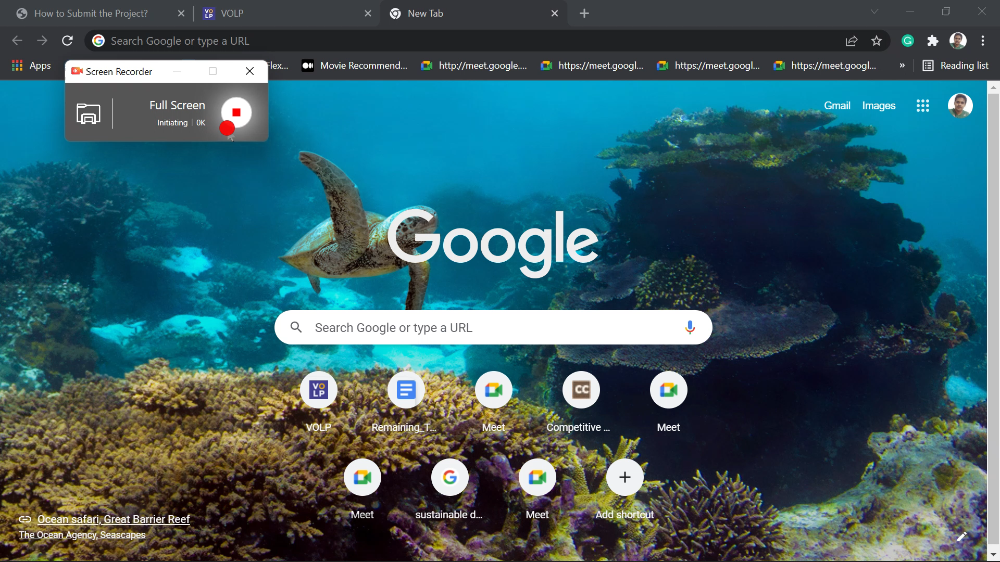 How to Submit the Project?
VOLP
New Tab
Search Google or type a URL
Apps
Flex...
Movie Recommend...
http://meet.google....
https://meet.googl...
https://meet.googl...
https://meet.googl...
»
Reading list
Screen Recorder
Full Screen
Initiating | 0K
Gmail
Images
Google
Search Google or type a URL
VOLP
Remaining_T...
Meet
CC
Competitive ...
Meet
Meet
sustainable d...
Meet
Add shortcut
Ocean safari, Great Barrier Reef
The Ocean Agency, Seascapes